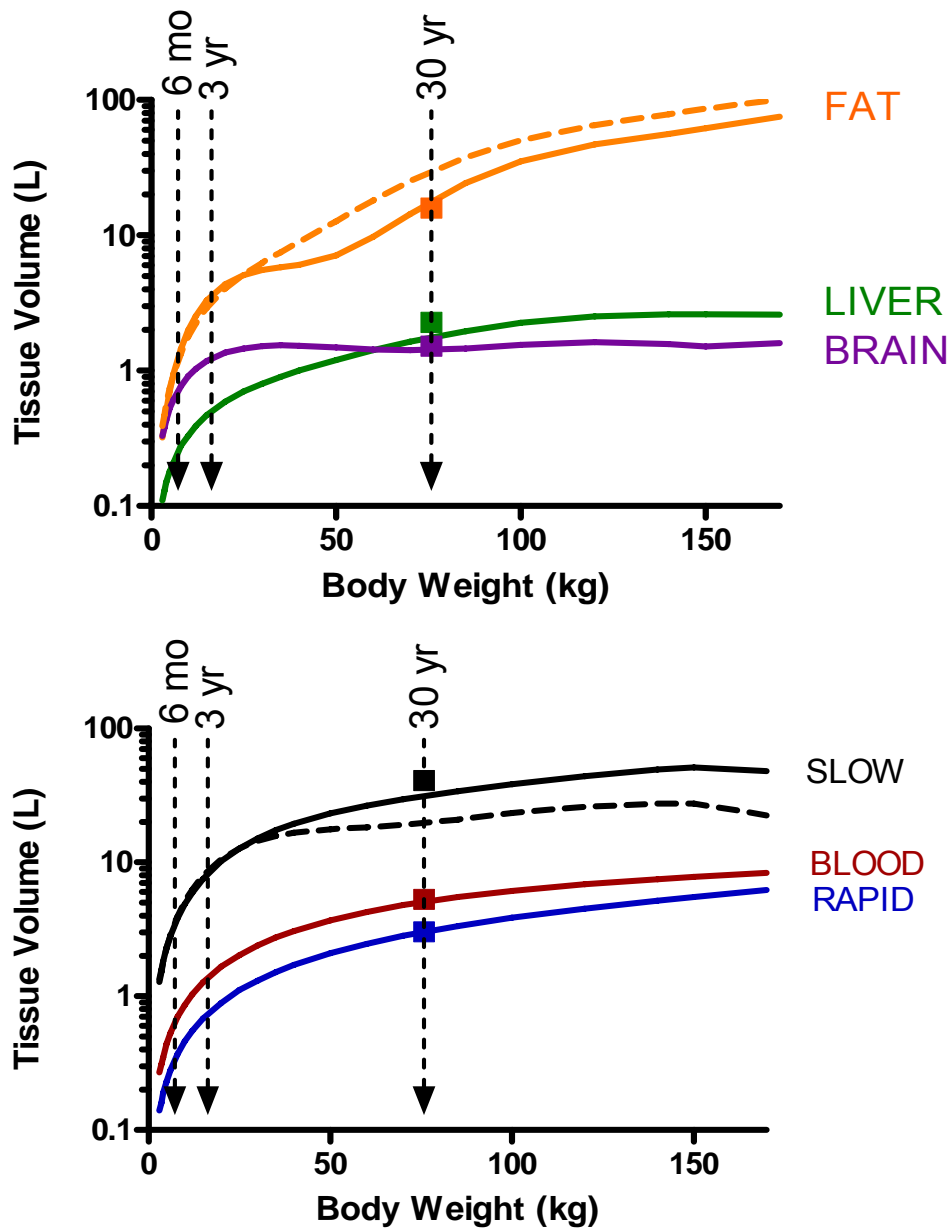 6 mo
3 yr
30 yr
100
10
1
0.1
Tissue Volume (L)
FAT
LIVER
BRAIN
0
50
100
150
Body Weight (kg)
6 mo
3 yr
30 yr
100
10
1
0.1
Tissue Volume (L)
SLOW
BLOOD
RAPID
0
50
100
150
Body Weight (kg)